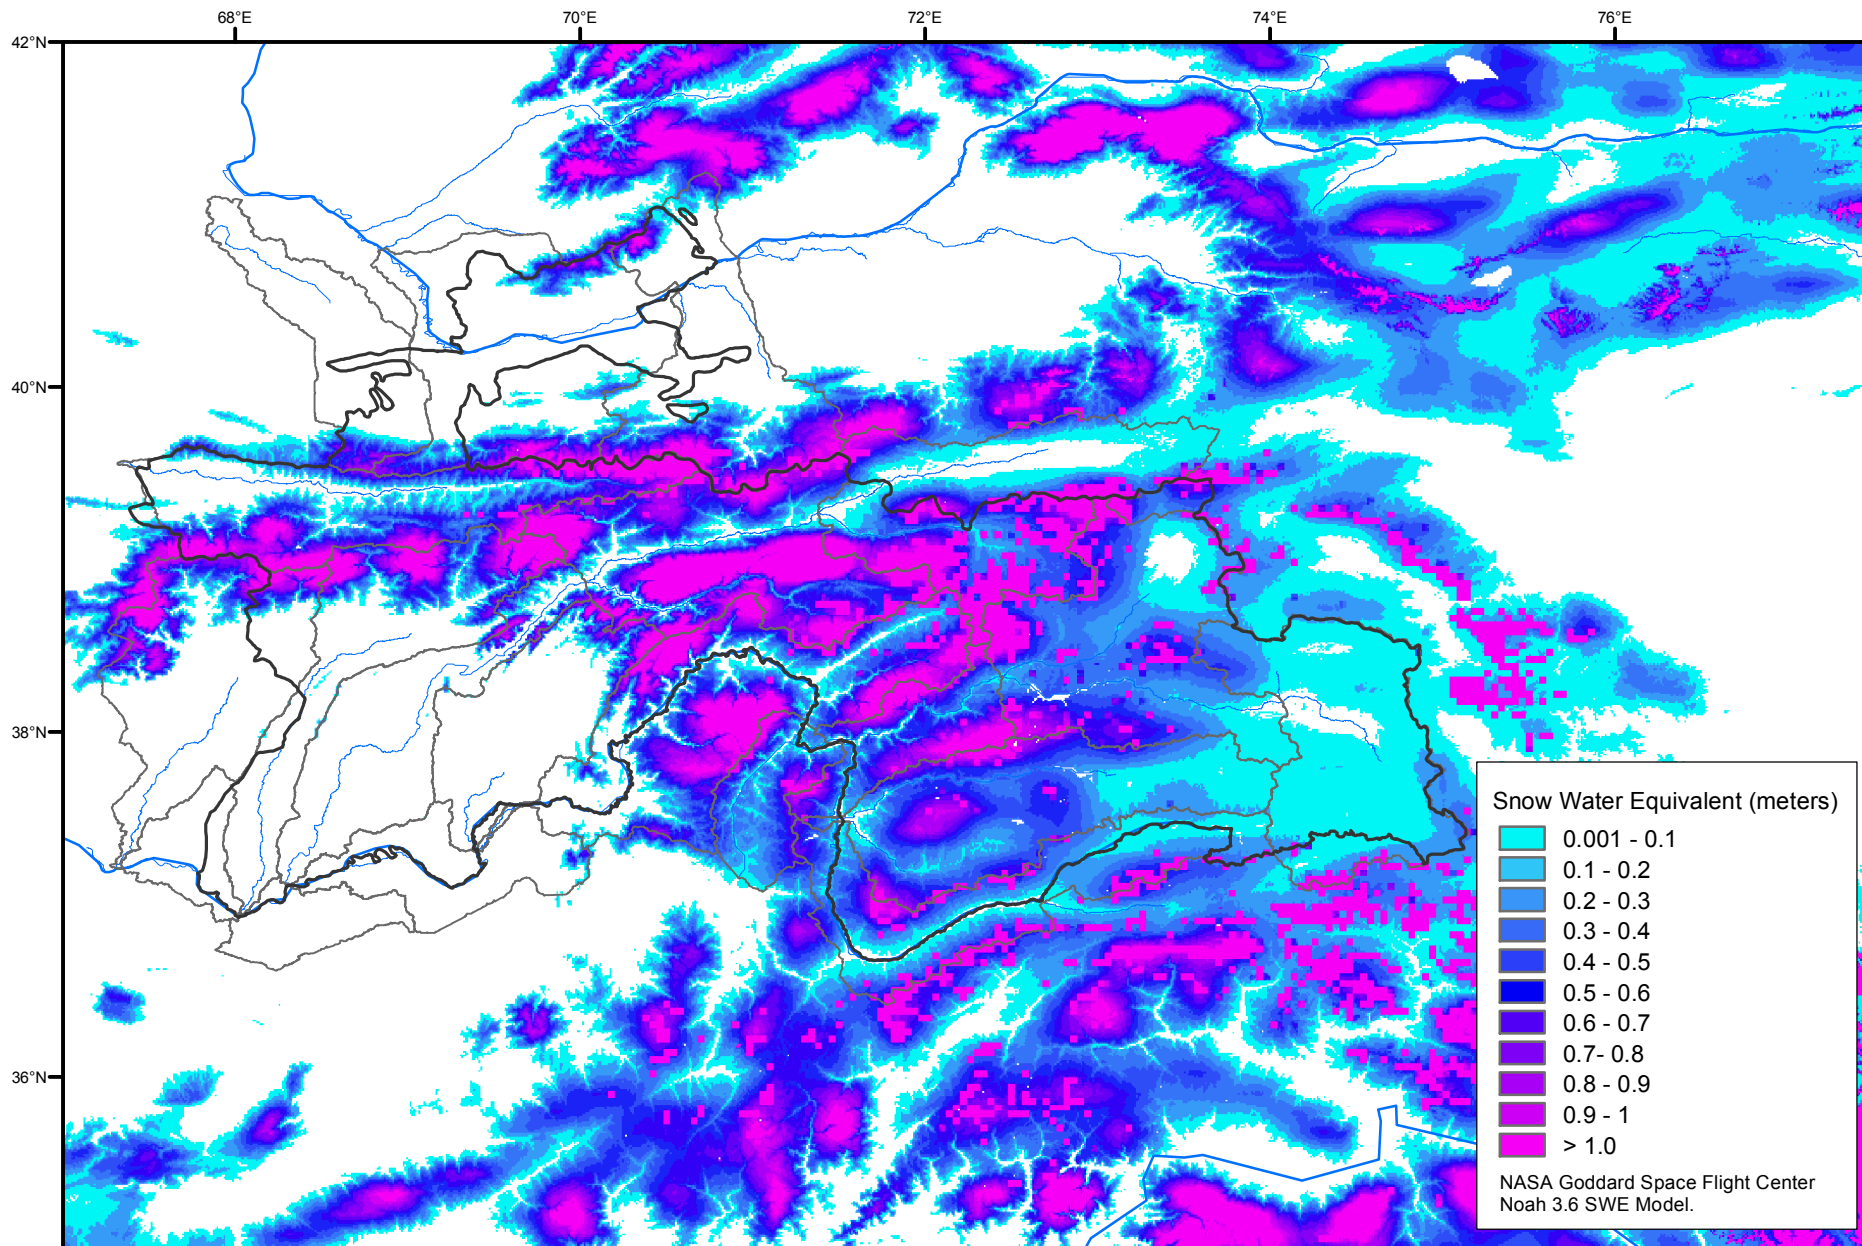 68°E
70°E
72°E
74°E
76°E
42°N
40°N
38°N
36°N
Snow Water Equivalent (meters)
0.001 - 0.1
0.1 - 0.2
0.2 - 0.3
0.3 - 0.4
0.4 - 0.5
0.5 - 0.6
0.6 - 0.7
0.7- 0.8
0.8 - 0.9
0.9 - 1
> 1.0
NASA Goddard Space Flight Center
Noah 3.6 SWE Model.